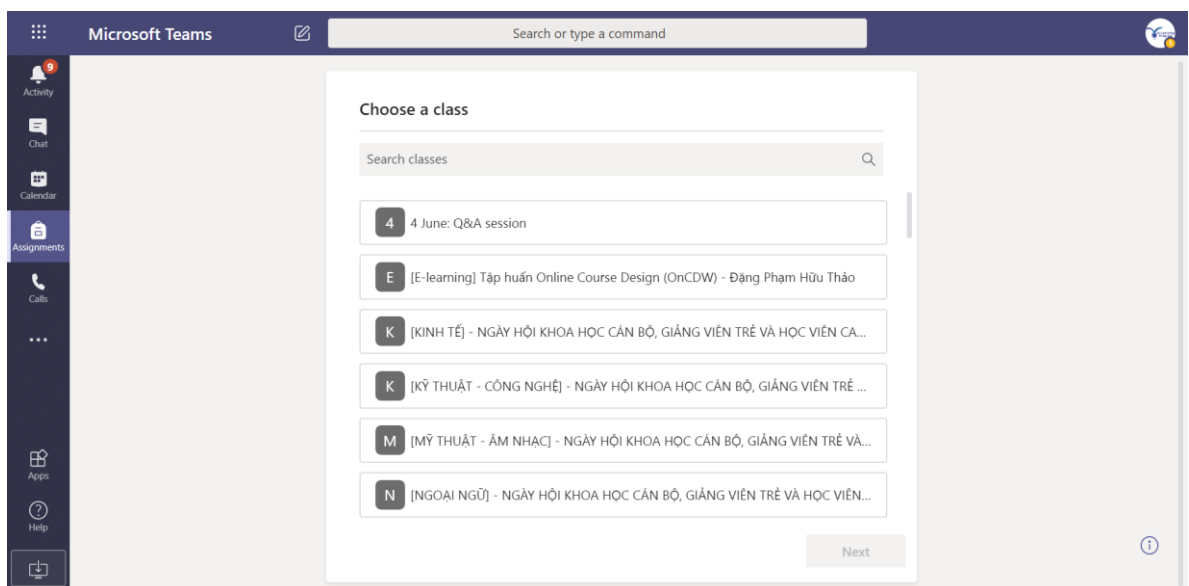 Microsoft Teams
Search or type a command
9
Activity
Chat
Calendar
Assignments
Calls
Apps
Help
Choose a class
Search classes
4 4 June: Q&A session
E [E-learning] Tập huấn Online Course Design (OnCDW) - Đặng Phạm Hữu Thảo
K [KINH TẾ] - NGÀY HỘI KHOA HỌC CÁN BỘ, GIẢNG VIÊN TRẺ VÀ HỌC VIÊN CA...
K [KỸ THUẬT - CÔNG NGHỆ] - NGÀY HỘI KHOA HỌC CÁN BỘ, GIẢNG VIÊN TRẺ ...
M [MỸ THUẬT - ÂM NHẠC] - NGÀY HỘI KHOA HỌC CÁN BỘ, GIẢNG VIÊN TRẺ VÀ...
N [NGOẠI NGỮ] - NGÀY HỘI KHOA HỌC CÁN BỘ, GIẢNG VIÊN TRẺ VÀ HỌC VIÊN...
Next